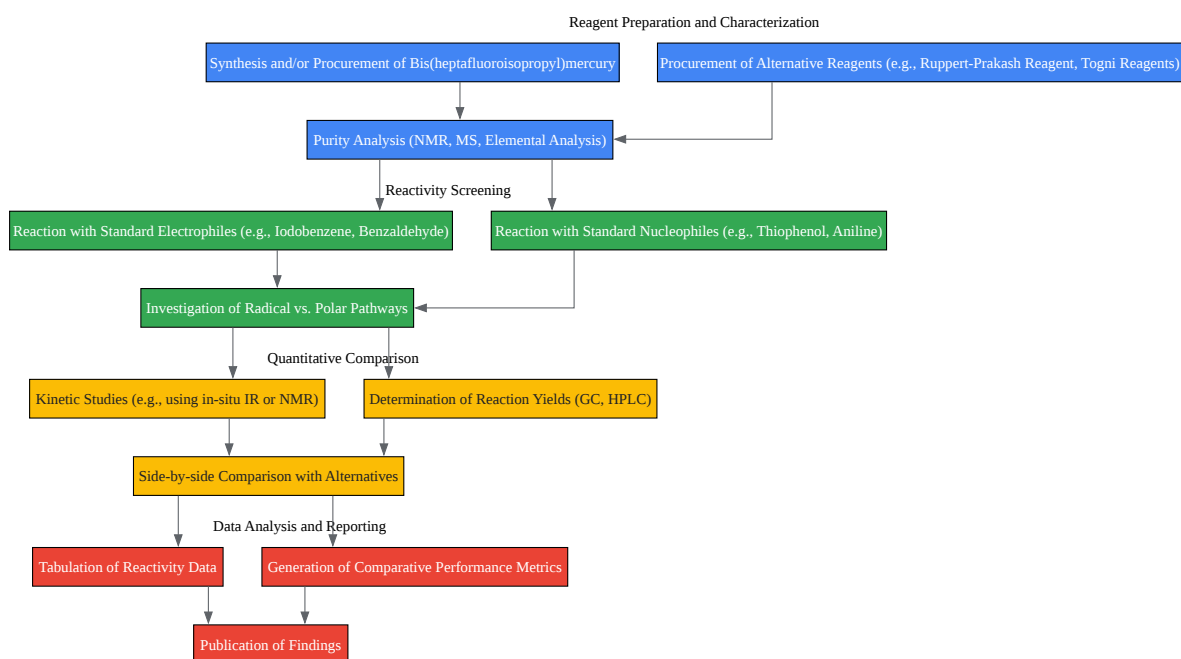 Reagent Preparation and Characterization
Synthesis and/or Procurement of Bis(heptafluoroisopropyl)mercury
Procurement of Alternative Reagents (e.g., Ruppert-Prakash Reagent, Togni Reagents)
Purity Analysis (NMR, MS, Elemental Analysis)
Reactivity Screening
Reaction with Standard Electrophiles (e.g., Iodobenzene, Benzaldehyde)
Reaction with Standard Nucleophiles (e.g., Thiophenol, Aniline)
Investigation of Radical vs. Polar Pathways
Quantitative Comparison
Kinetic Studies (e.g., using in-situ IR or NMR)
Determination of Reaction Yields (GC, HPLC)
Side-by-side Comparison with Alternatives
Data Analysis and Reporting
Tabulation of Reactivity Data
Generation of Comparative Performance Metrics
Publication of Findings